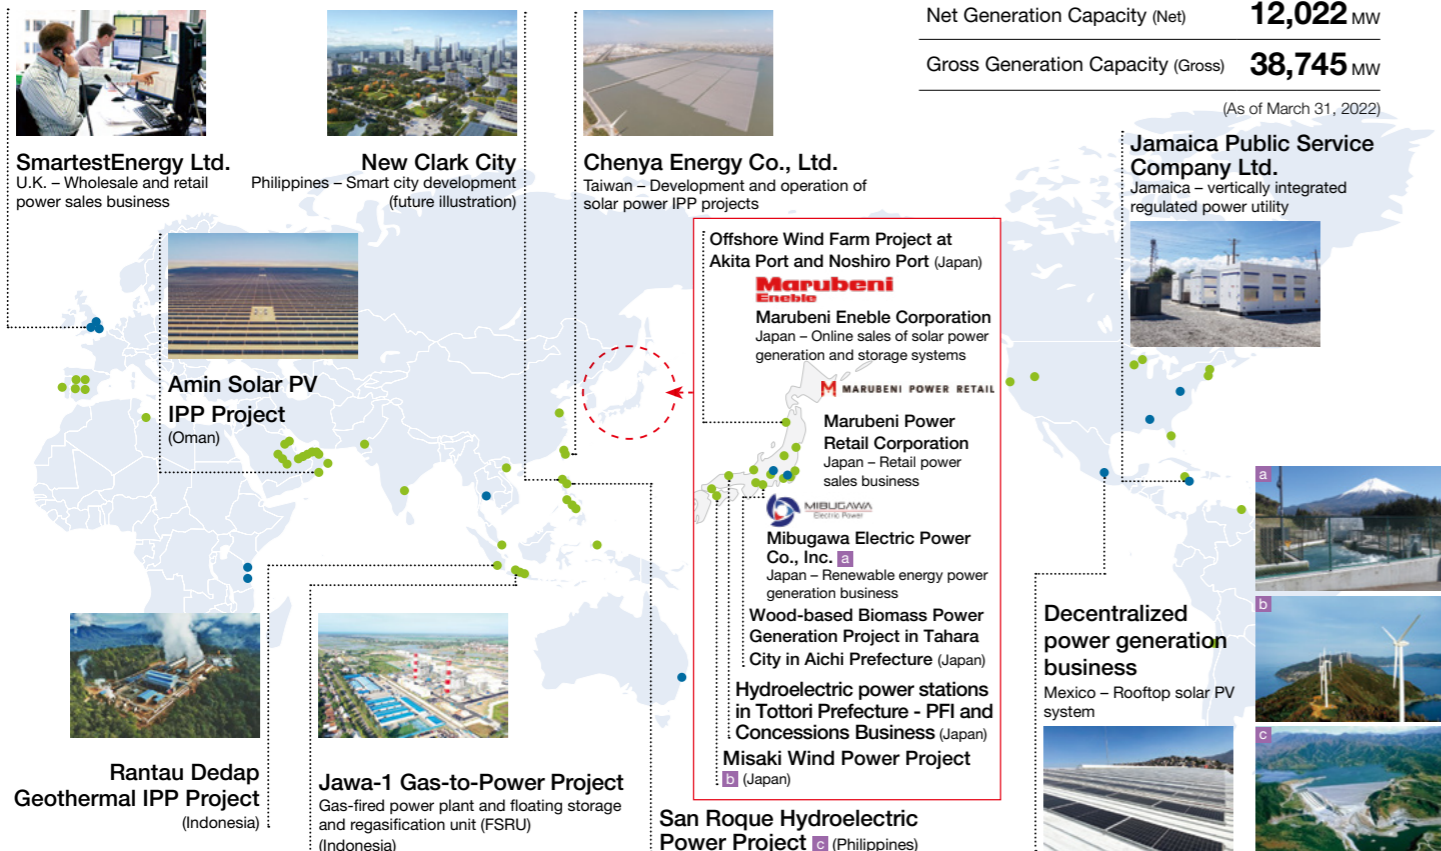 Net Generation Capacity (Net) 12,022 MW
Gross Generation Capacity (Gross) 38,745 MW
(As of March 31, 2022)
SmartestEnergy Ltd.
U.K. – Wholesale and retail
power sales business
New Clark City
Philippines – Smart city development
(future illustration)
Chenya Energy Co., Ltd.
Taiwan – Development and operation of
solar power IPP projects
Jamaica Public Service
Company Ltd.
Jamaica – vertically integrated
regulated power utility
Amin Solar PV
IPP Project
(Oman)
Offshore Wind Farm Project at
Akita Port and Noshiro Port (Japan)
Marubeni
Eneble
Marubeni Eneble Corporation
Japan – Online sales of solar power
generation and storage systems
MARUBENI POWER RETAIL
Marubeni Power
Retail Corporation
Japan – Retail power
sales business
MIBUGAWA
Electric Power
Mibugawa Electric Power
Co., Inc. a
Japan – Renewable energy power
generation business
Wood-based Biomass Power
Generation Project in Tahara
City in Aichi Prefecture (Japan)
Hydroelectric power stations
in Tottori Prefecture - PFI and
Concessions Business (Japan)
Misaki Wind Power Project
b (Japan)
Rantau Dedap
Geothermal IPP Project
(Indonesia)
Jawa-1 Gas-to-Power Project
Gas-fired power plant and floating storage
and regasification unit (FSRU)
(Indonesia)
San Roque Hydroelectric
Power Project c (Philippines)
Decentralized
power generation
business
Mexico – Rooftop solar PV
system
a
b
c